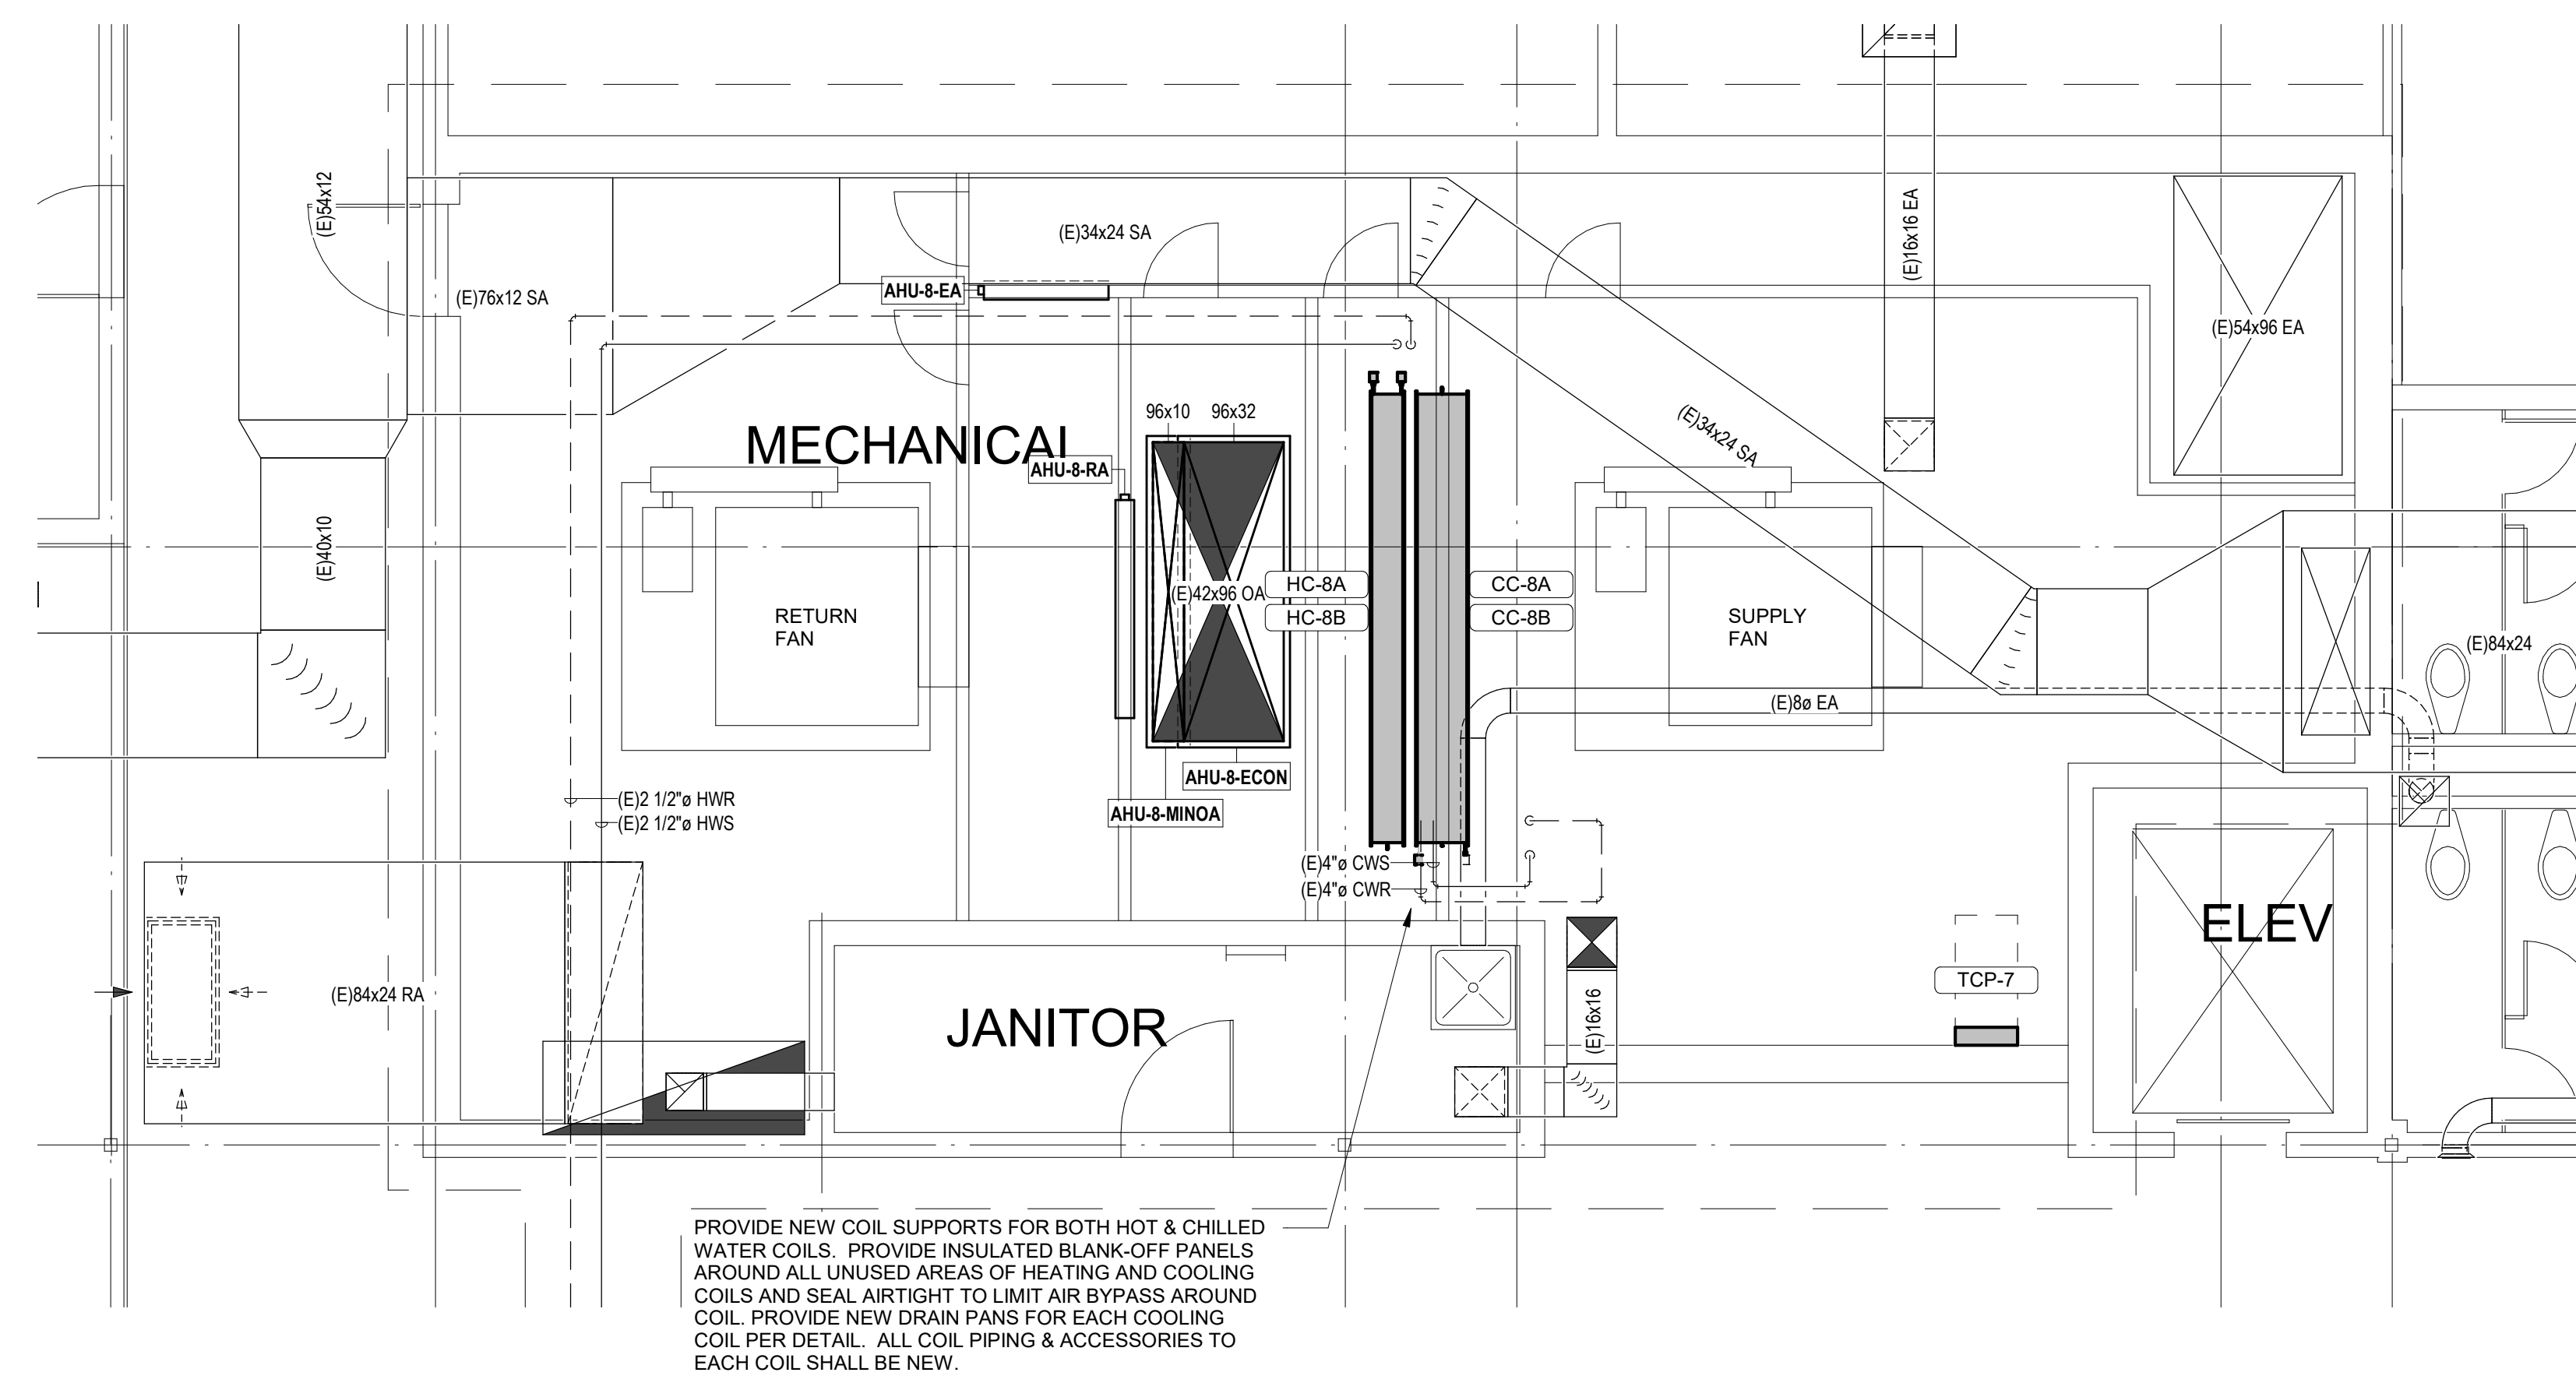 (E)54x12
(E)34x24 SA
(E)16x16 EA
AHU-8-EA
(E)76x12 SA
(E)54x96 EA
96x10 96x32
MECHANICAL
AHU-8-RA
(E)34x24 SA
(E)40x10
(E)42x96 OA
HC-8A
HC-8B
CC-8A
CC-8B
RETURN
FAN
SUPPLY
FAN
(E)84x24
(E)8ø EA
AHU-8-ECON
AHU-8-MINOA
(E)2 1/2"ø HWR
(E)2 1/2"ø HWS
(E)4"ø CWS
(E)4"ø CWR
ELEV
TCP-7
(E)84x24 RA
JANITOR
(E)16x16
PROVIDE NEW COIL SUPPORTS FOR BOTH HOT & CHILLED
WATER COILS. PROVIDE INSULATED BLANK-OFF PANELS
AROUND ALL UNUSED AREAS OF HEATING AND COOLING
COILS AND SEAL AIRTIGHT TO LIMIT AIR BYPASS AROUND
COIL. PROVIDE NEW DRAIN PANS FOR EACH COOLING
COIL PER DETAIL. ALL COIL PIPING & ACCESSORIES TO
EACH COIL SHALL BE NEW.